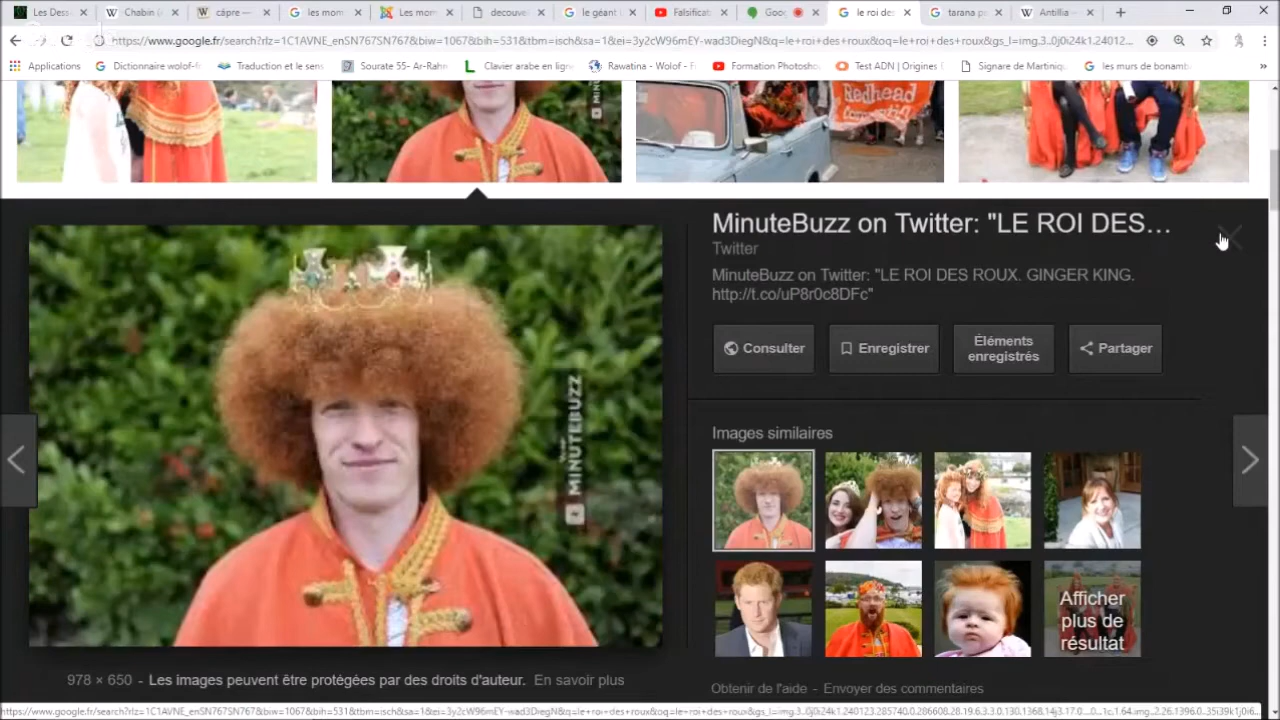 Les Dess
Chabin (
câpre —
les mom
Les mom
decouve
le géant
Falsificat
Goo
le roi des
tarana p
Antillia —
https://www.google.fr/search?rlz=1C1AVNE_enSN767SN767&biw=1067&bih=531&tbm=isch&sa=1&ei=3y2cW96mEY-wad3DiegN&q=le+roi+des+roux&oq=le+roi+des+roux&gs_l=img.3..0j0i24k1.24012...
Applications
Dictionnaire wolof-f
Traduction et le sens
Sourate 55- Ar-Rahm
Clavier arabe en lign
Rawatina - Wolof - Fr
Formation Photosho
Test ADN | Origines E
Signare de Martiniqu
les murs de bonamb
»
Redhead
MinuteBuzz on Twitter: "LE ROI DES...
Twitter
MinuteBuzz on Twitter: "LE ROI DES ROUX. GINGER KING.
http://t.co/uP8r0c8DFc"
Consulter
Enregistrer
Éléments
enregistrés
Partager
MINUTEBUZZ
Images similaires
Afficher
plus de
résultat
978 × 650 - Les images peuvent être protégées par des droits d'auteur. En savoir plus
Obtenir de l'aide - Envoyer des commentaires